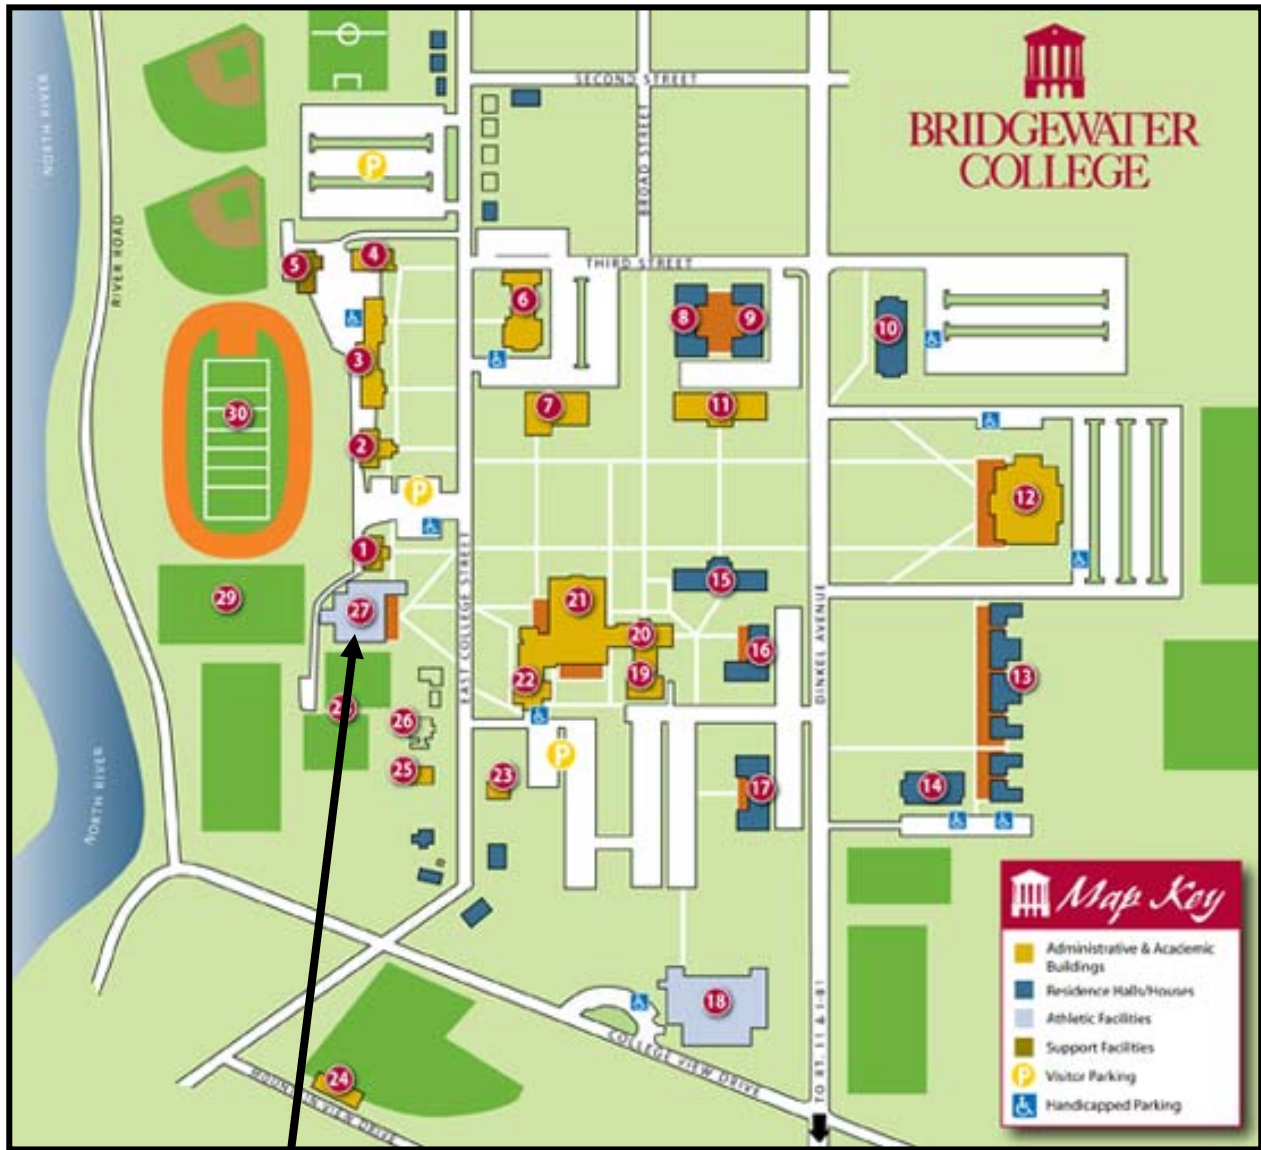 BRIDGEWATER
COLLEGE
SECOND STREET
BROAD STREET
THIRD STREET
NORTH RIVER
RIVER ROAD
P
4
5
6
8
9
10
3
7
11
30
2
P
12
1
EAST COLLEGE STREET
DINKEL AVENUE
15
29
27
21
20
16
22
19
13
26
P
25
23
17
14
NORTH RIVER
18
COLLEGE VIEW DRIVE
24
MOUNTAIN VIEW DRIVE
TO RT. 11 & I-81
Map Key
Administrative & Academic
Buildings
Residence Halls/Houses
Athletic Facilities
Support Facilities
P Visitor Parking
Handicapped Parking